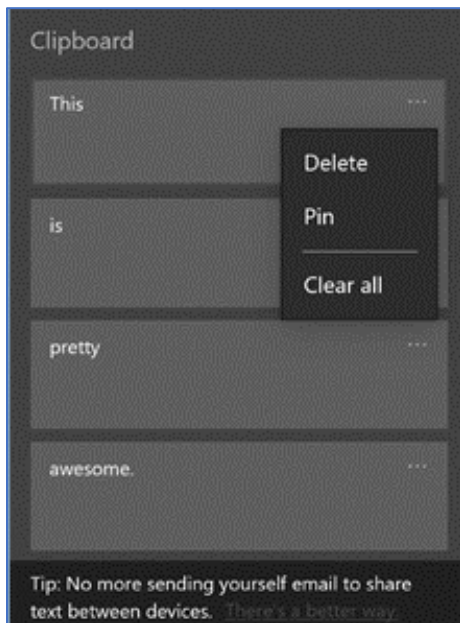 Clipboard
This
Delete
Pin
is
Clear all
pretty
awesome.
Tip: No more sending yourself email to share
text between devices. There's a better way